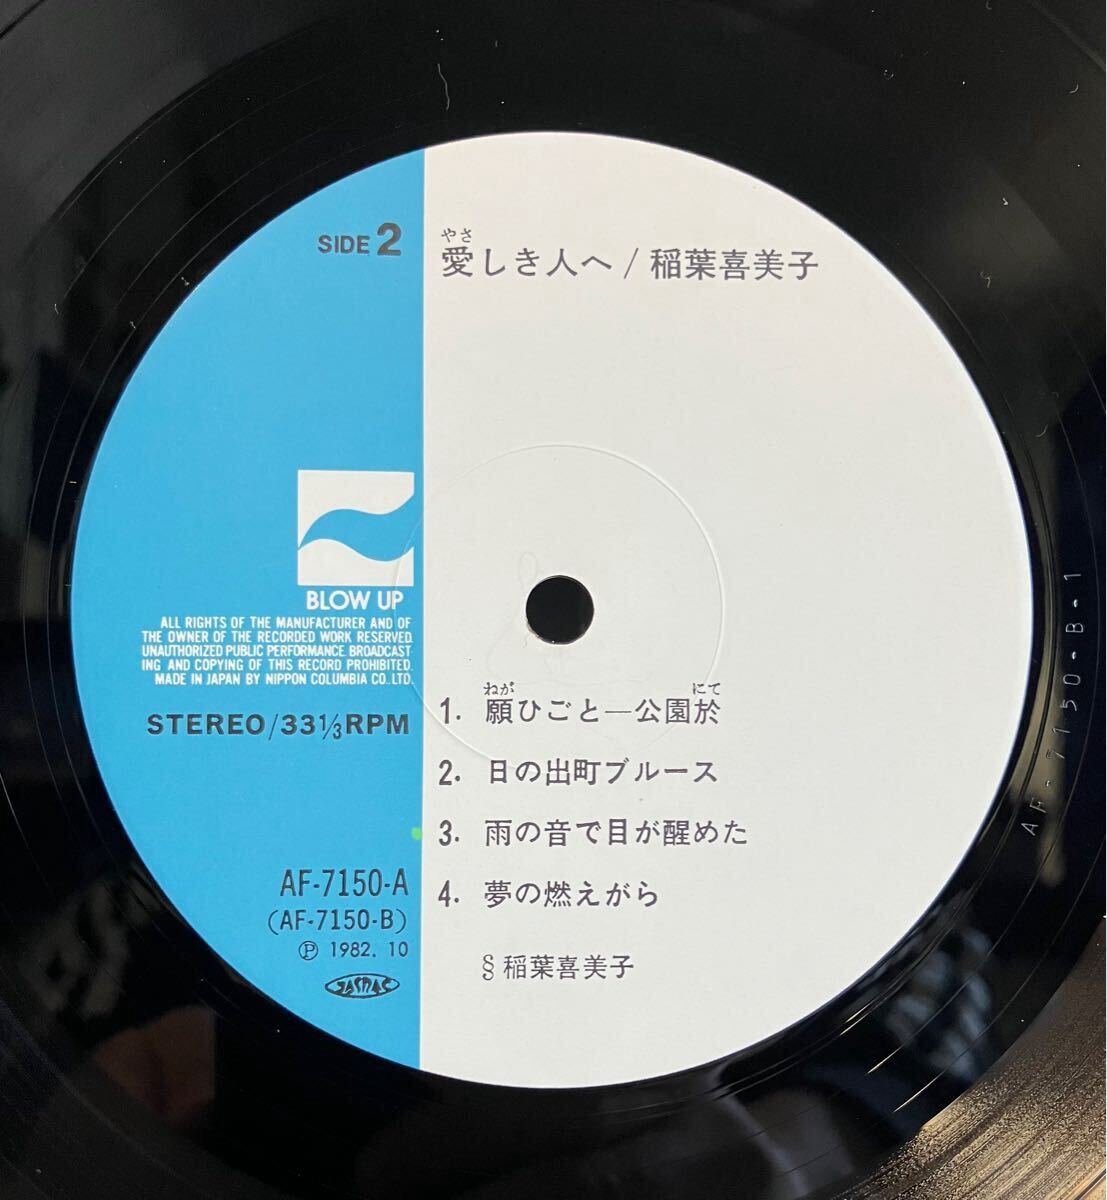 SIDE 2
やさ
愛しき人へ / 稲葉喜美子
BLOW UP
ALL RIGHTS OF THE MANUFACTURER AND OF
THE OWNER OF THE RECORDED WORK RESERVED.
UNAUTHORIZED PUBLIC PERFORMANCE. BROADCAST-
ING AND COPYING OF THIS RECORD PROHIBITED.
MADE IN JAPAN BY NIPPON COLUMBIA CO., LTD.
STEREO/33 1/3 RPM
ねが にて
1. 願ひごと—公園於
2. 日の出町ブルース
3. 雨の音で目が醒めた
4. 夢の燃えがら
§ 稲葉喜美子
AF-7150-A
(AF-7150-B)
Ⓟ 1982. 10
JASRAC
AF-7150-B-1